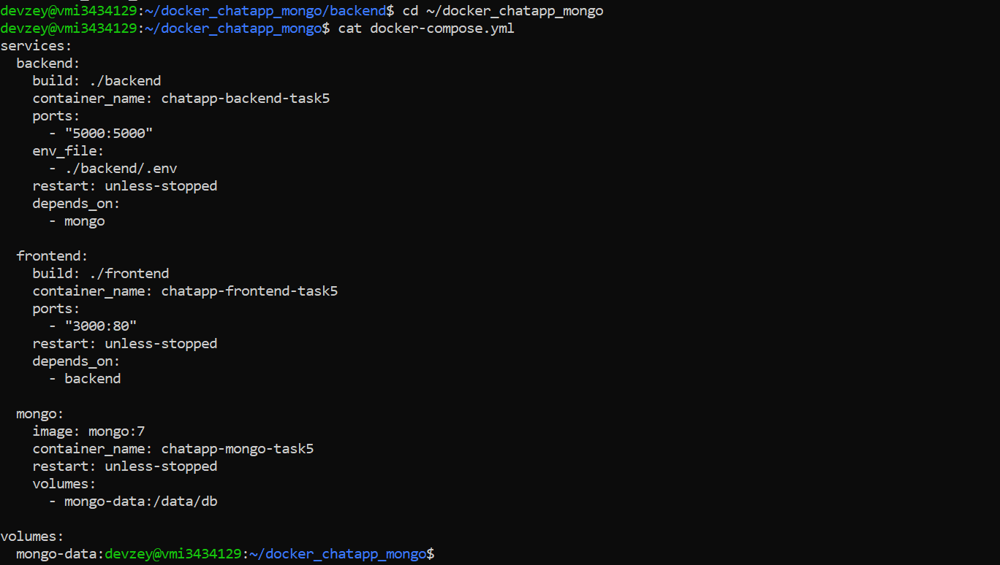 devzey@vmi3434129:~/docker_chatapp_mongo/backend$ cd ~/docker_chatapp_mongo
devzey@vmi3434129:~/docker_chatapp_mongo$ cat docker-compose.yml
services:
  backend:
    build: ./backend
    container_name: chatapp-backend-task5
    ports:
      - "5000:5000"
    env_file:
      - ./backend/.env
    restart: unless-stopped
    depends_on:
      - mongo

  frontend:
    build: ./frontend
    container_name: chatapp-frontend-task5
    ports:
      - "3000:80"
    restart: unless-stopped
    depends_on:
      - backend

  mongo:
    image: mongo:7
    container_name: chatapp-mongo-task5
    restart: unless-stopped
    volumes:
      - mongo-data:/data/db

volumes:
  mongo-data:devzey@vmi3434129:~/docker_chatapp_mongo$